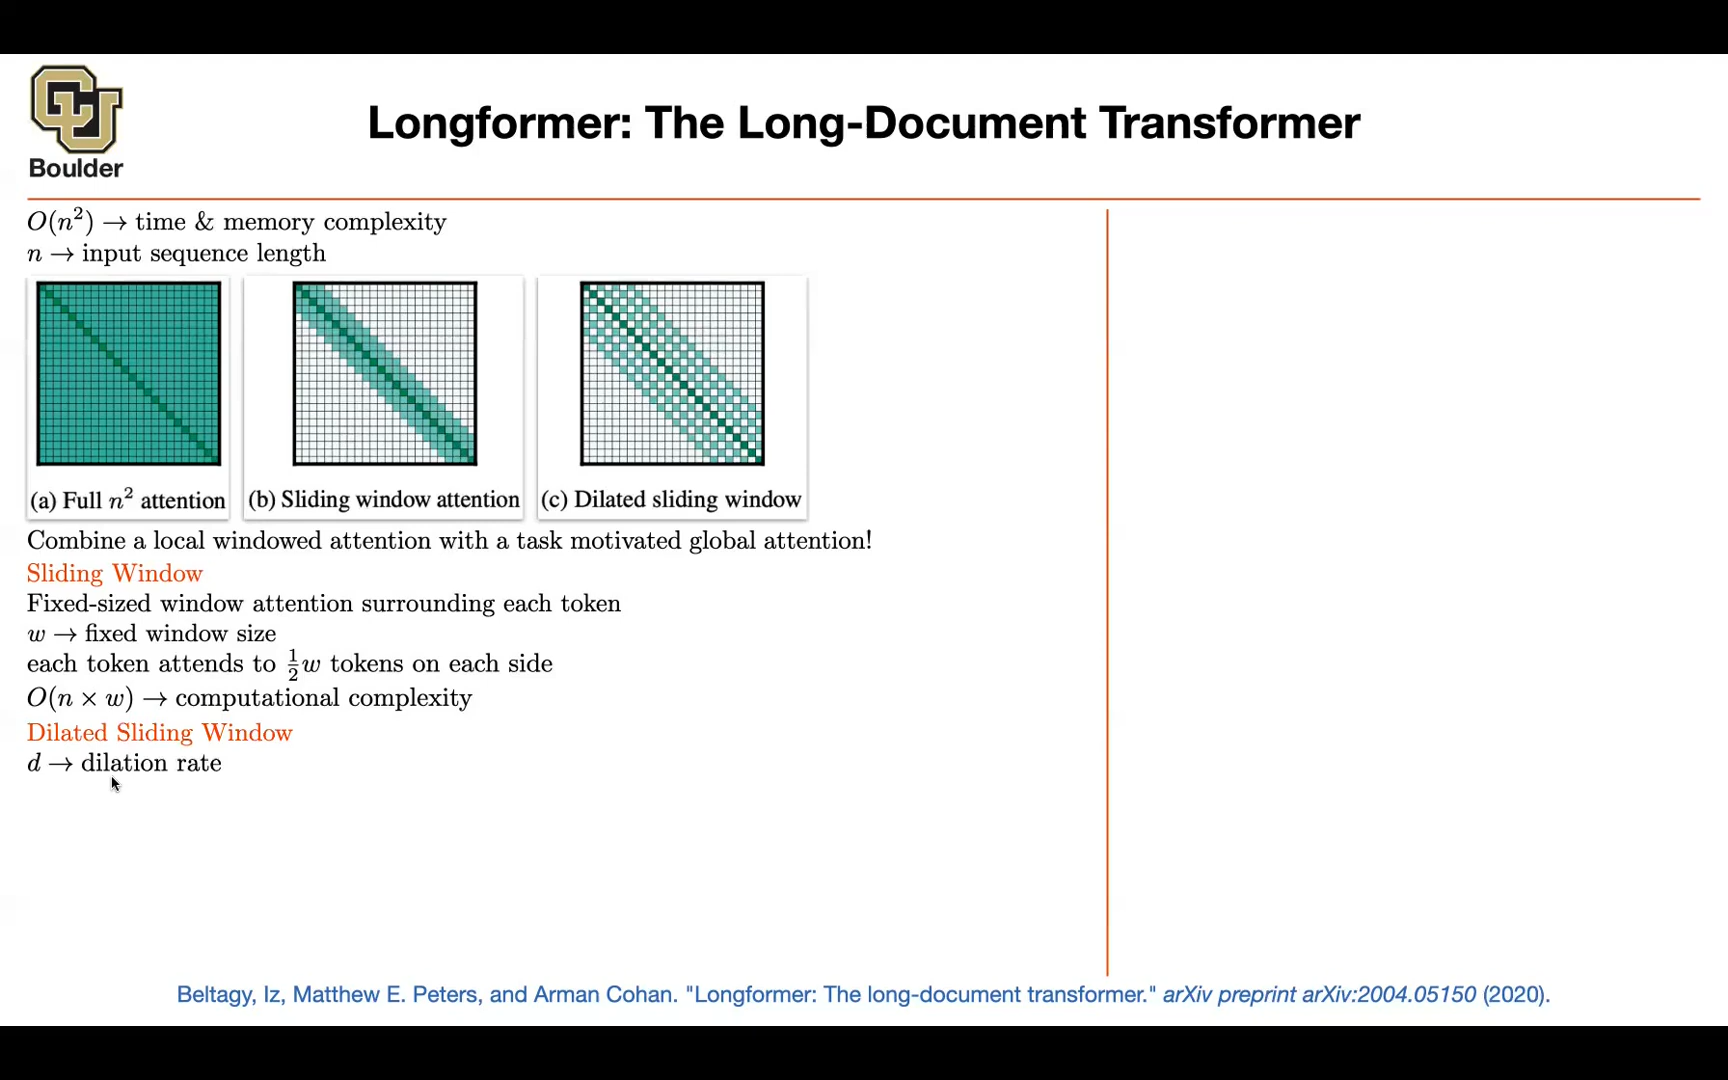 CU
Boulder
Longformer: The Long-Document Transformer
O(n²) → time & memory complexity
n → input sequence length
(a) Full n² attention
(b) Sliding window attention
(c) Dilated sliding window
Combine a local windowed attention with a task motivated global attention!
Sliding Window
Fixed-sized window attention surrounding each token
w → fixed window size
each token attends to ½w tokens on each side
O(n × w) → computational complexity
Dilated Sliding Window
d → dilation rate
Beltagy, Iz, Matthew E. Peters, and Arman Cohan. "Longformer: The long-document transformer." arXiv preprint arXiv:2004.05150 (2020).